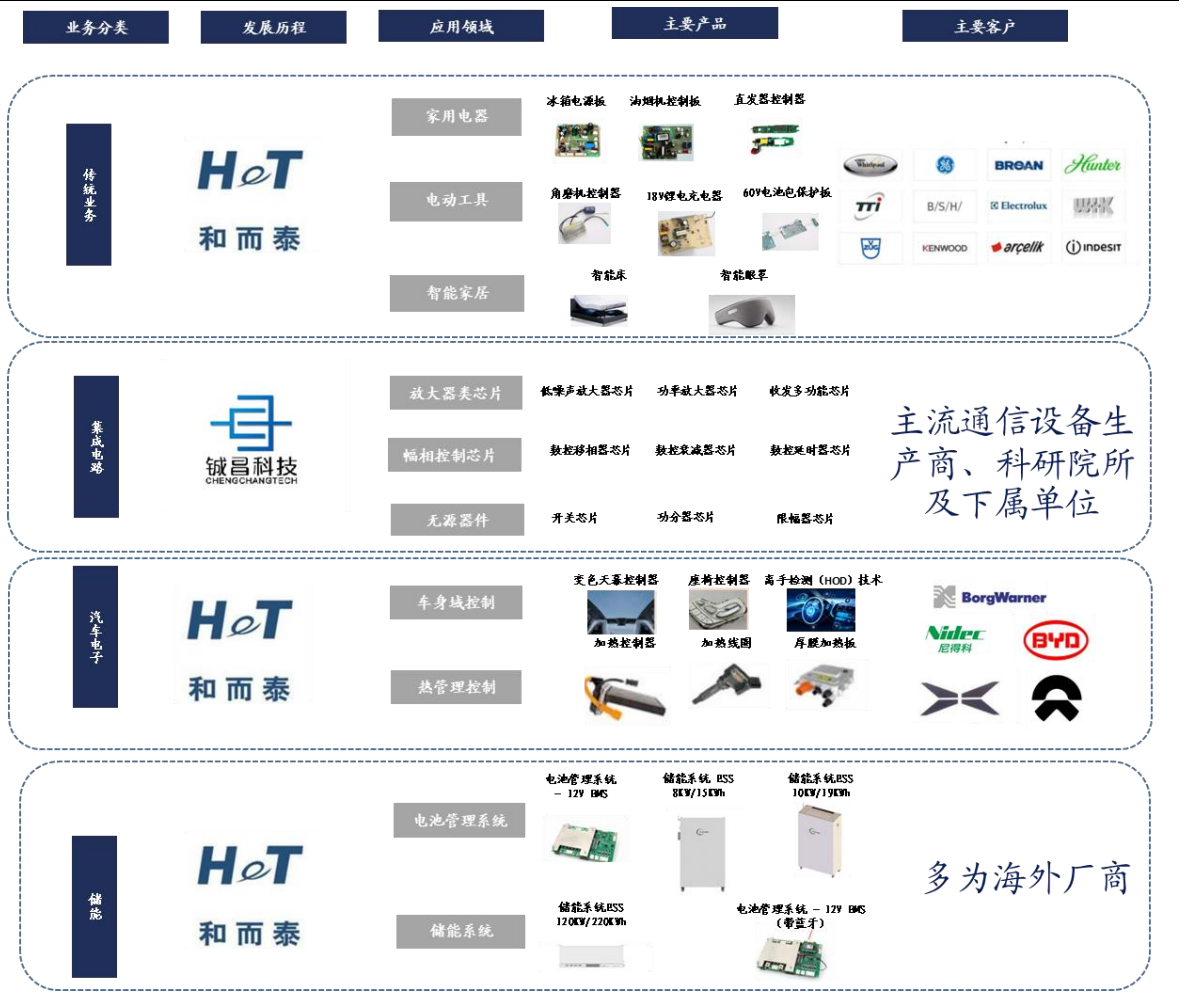 业务分类
发展历程
应用领域
主要产品
主要客户
传统业务
HeT
和而泰
家用电器
冰箱电源板
油烟机控制板
直发器控制器
电动工具
角磨机控制器
18V锂电充电器
60V电池包保护板
智能家居
智能床
智能眼罩
Whirlpool
GE
BROAN
Hunter
TTi
B/S/H/
Electrolux
WIK
V-ZUG
KENWOOD
arçelik
INDESIT
集成电路
铖昌科技
CHENGCHANGTECH
放大器类芯片
低噪声放大器芯片
功率放大器芯片
收发多功能芯片
幅相控制芯片
数控移相器芯片
数控衰减器芯片
数控延时器芯片
无源器件
开关芯片
功分器芯片
限幅器芯片
主流通信设备生
产商、科研院所
及下属单位
汽车电子
HeT
和而泰
车身域控制
变色天幕控制器
座椅控制器
离手检测（HOD）技术
热管理控制
加热控制器
加热线圈
厚膜加热板
BorgWarner
Nidec
尼得科
BYD
储能
HeT
和而泰
电池管理系统
电池管理系统
- 12V BMS
储能系统 ESS
8KW/15KWh
储能系统ESS
10KW/19KWh
储能系统
储能系统ESS
120KW/220KWh
电池管理系统 - 12V BMS
（带蓝牙）
多为海外厂商